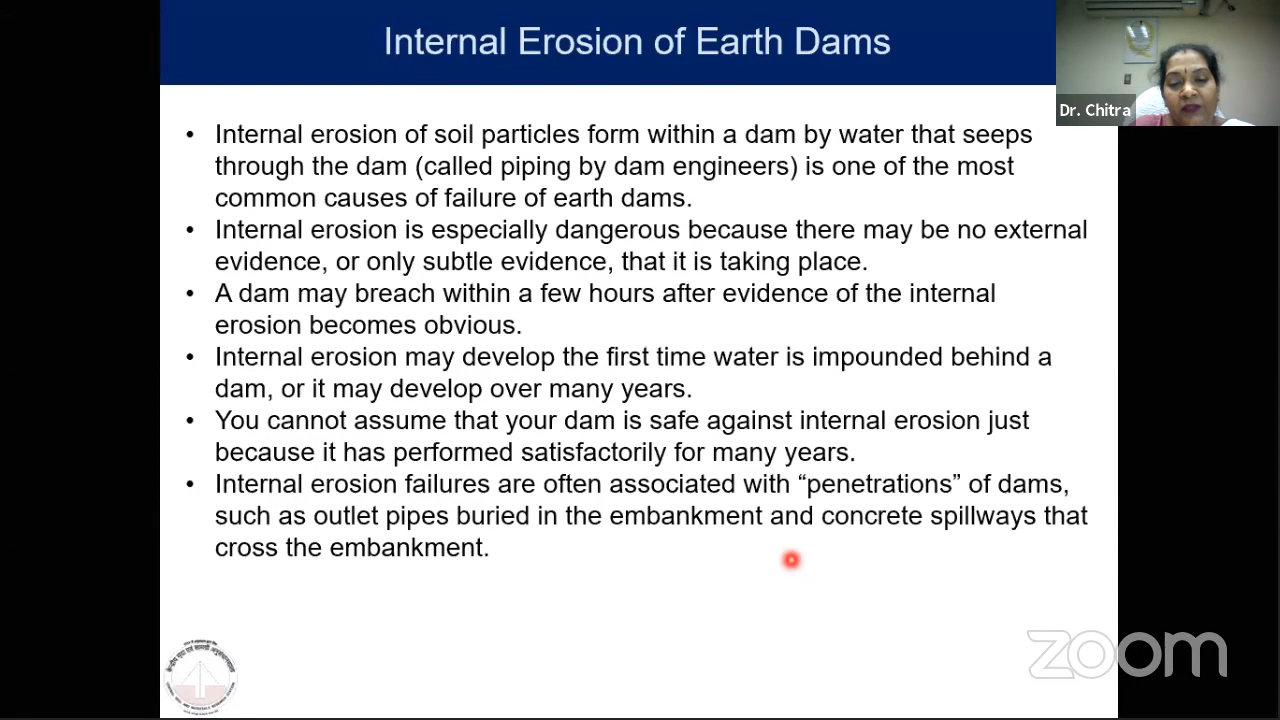 Internal Erosion of Earth Dams
Dr. Chitra
• Internal erosion of soil particles form within a dam by water that seeps
through the dam (called piping by dam engineers) is one of the most
common causes of failure of earth dams.
• Internal erosion is especially dangerous because there may be no external
evidence, or only subtle evidence, that it is taking place.
• A dam may breach within a few hours after evidence of the internal
erosion becomes obvious.
• Internal erosion may develop the first time water is impounded behind a
dam, or it may develop over many years.
• You cannot assume that your dam is safe against internal erosion just
because it has performed satisfactorily for many years.
• Internal erosion failures are often associated with “penetrations” of dams,
such as outlet pipes buried in the embankment and concrete spillways that
cross the embankment.
zoom